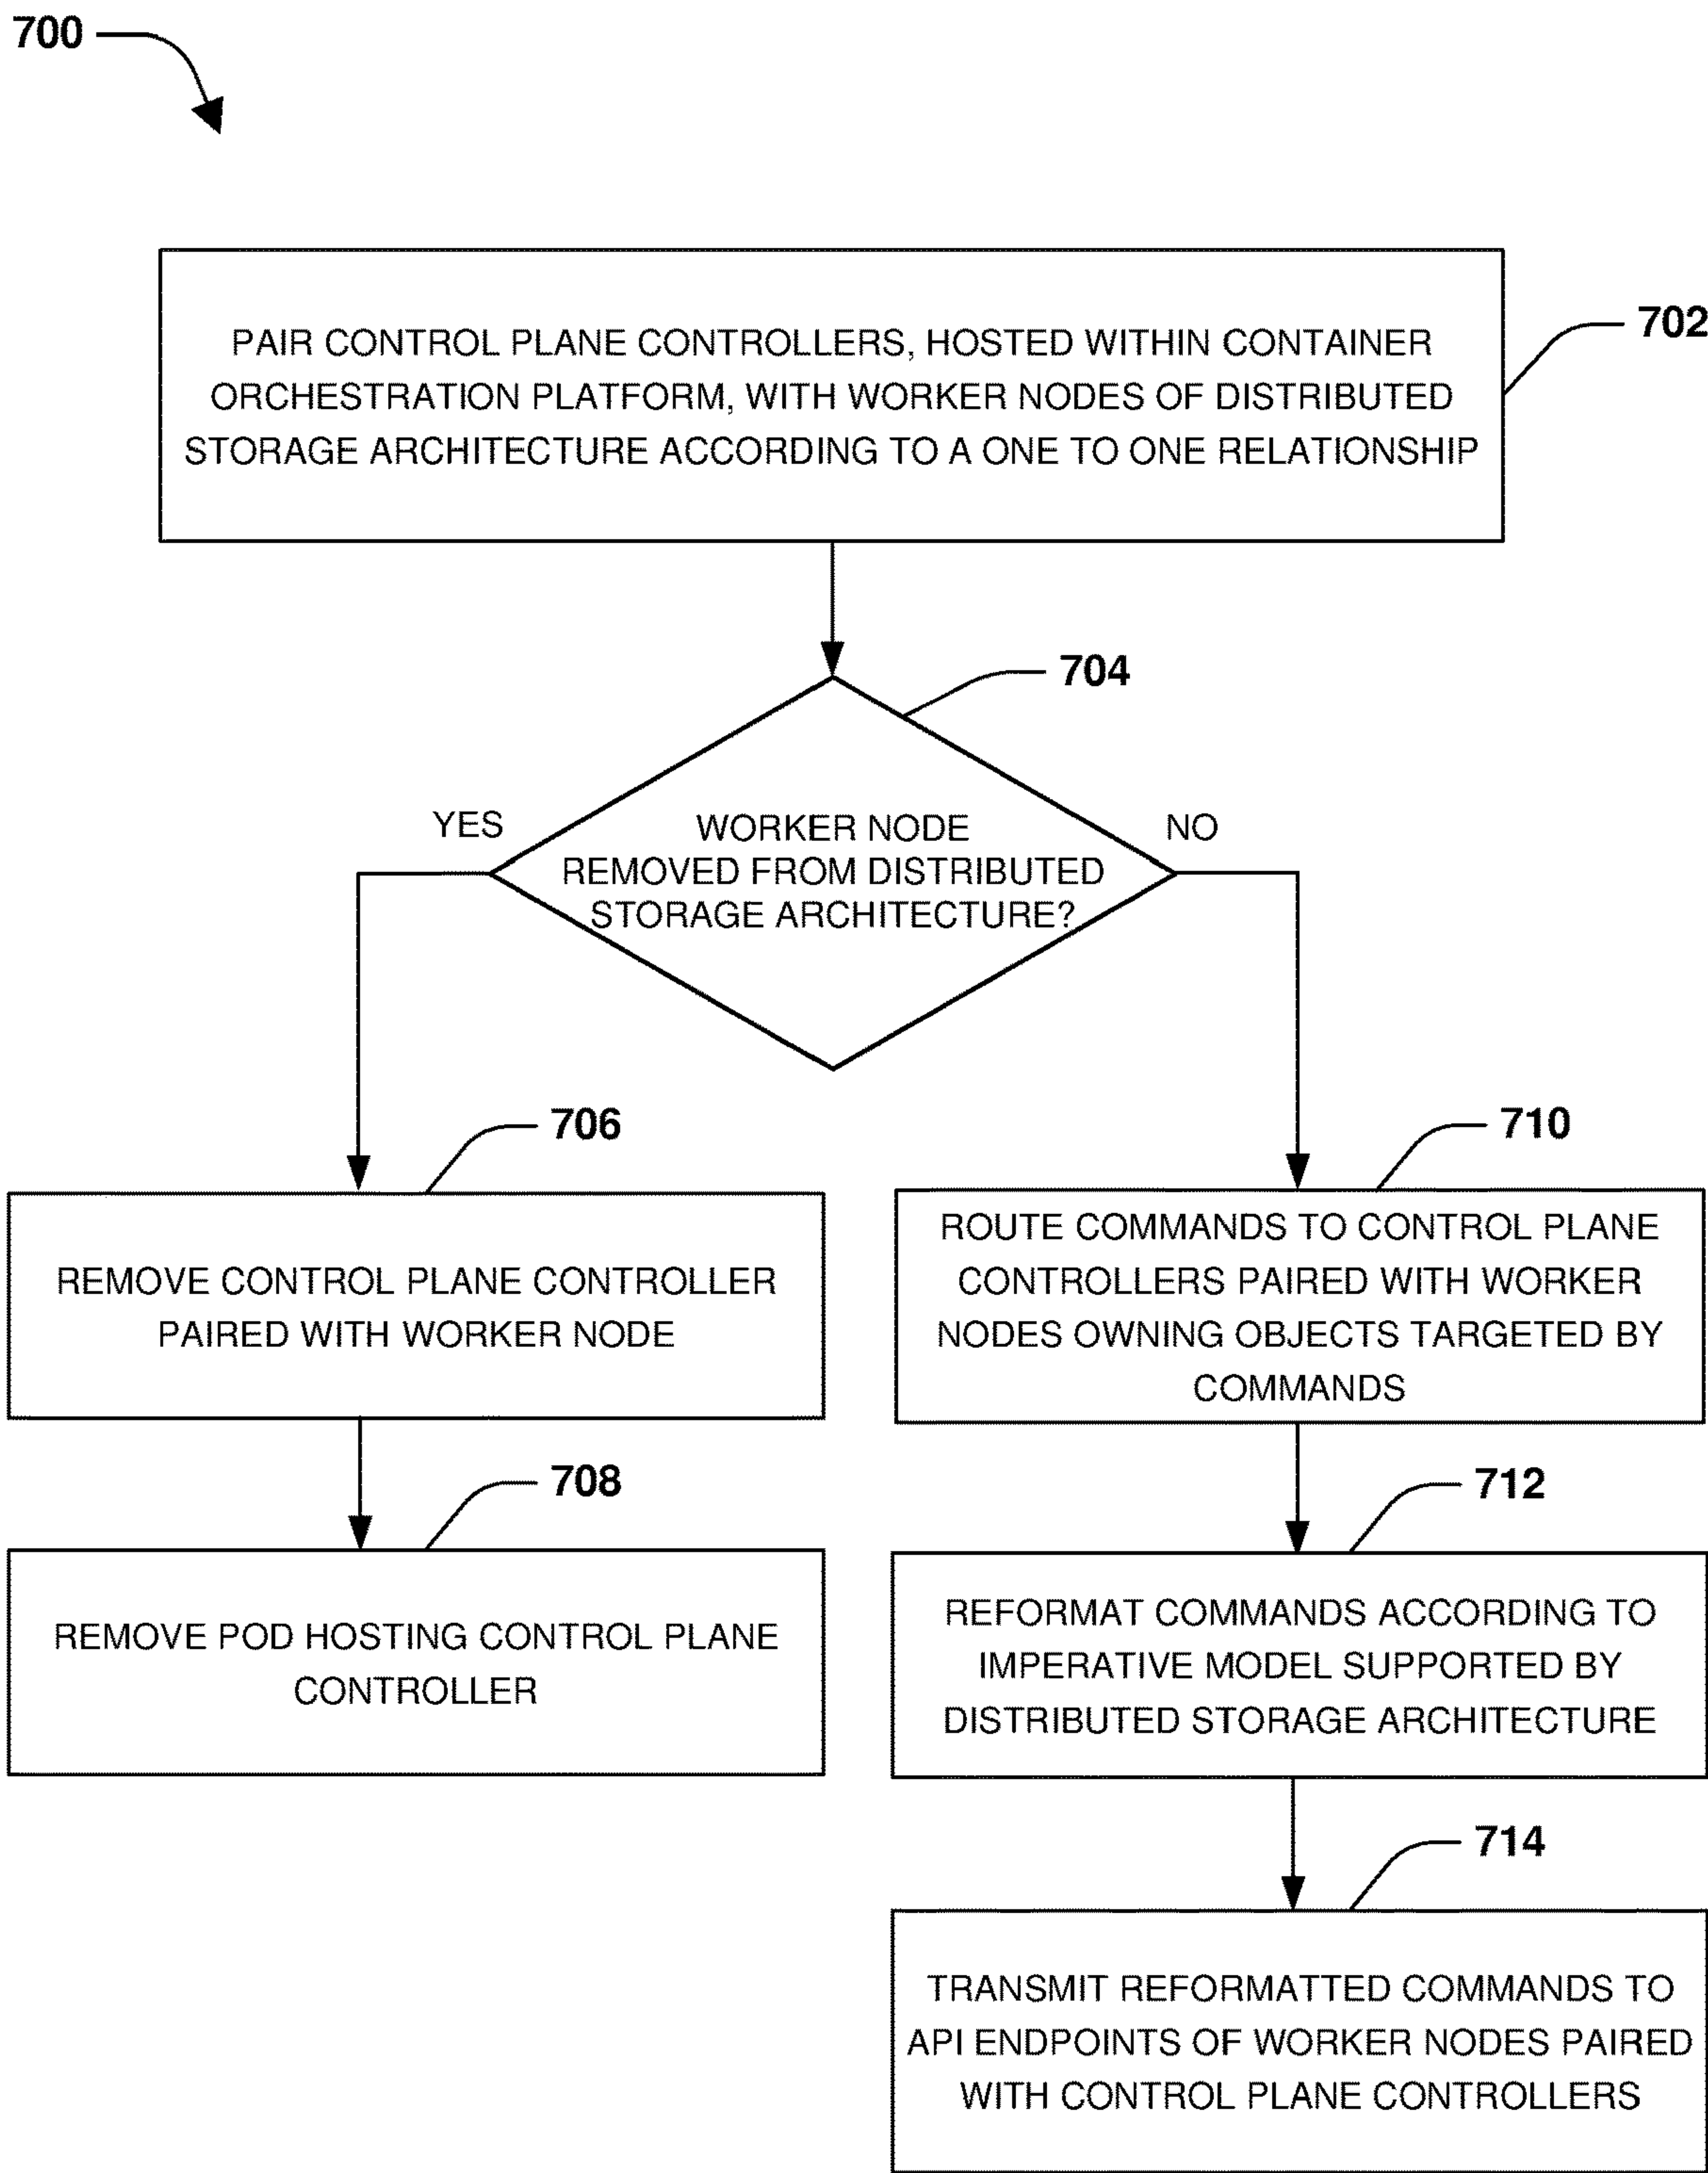 700
PAIR CONTROL PLANE CONTROLLERS, HOSTED WITHIN CONTAINER
ORCHESTRATION PLATFORM, WITH WORKER NODES OF DISTRIBUTED
STORAGE ARCHITECTURE ACCORDING TO A ONE TO ONE RELATIONSHIP
702
704
YES
WORKER NODE
REMOVED FROM DISTRIBUTED
STORAGE ARCHITECTURE?
NO
706
REMOVE CONTROL PLANE CONTROLLER
PAIRED WITH WORKER NODE
708
REMOVE POD HOSTING CONTROL PLANE
CONTROLLER
710
ROUTE COMMANDS TO CONTROL PLANE
CONTROLLERS PAIRED WITH WORKER
NODES OWNING OBJECTS TARGETED BY
COMMANDS
712
REFORMAT COMMANDS ACCORDING TO
IMPERATIVE MODEL SUPPORTED BY
DISTRIBUTED STORAGE ARCHITECTURE
714
TRANSMIT REFORMATTED COMMANDS TO
API ENDPOINTS OF WORKER NODES PAIRED
WITH CONTROL PLANE CONTROLLERS